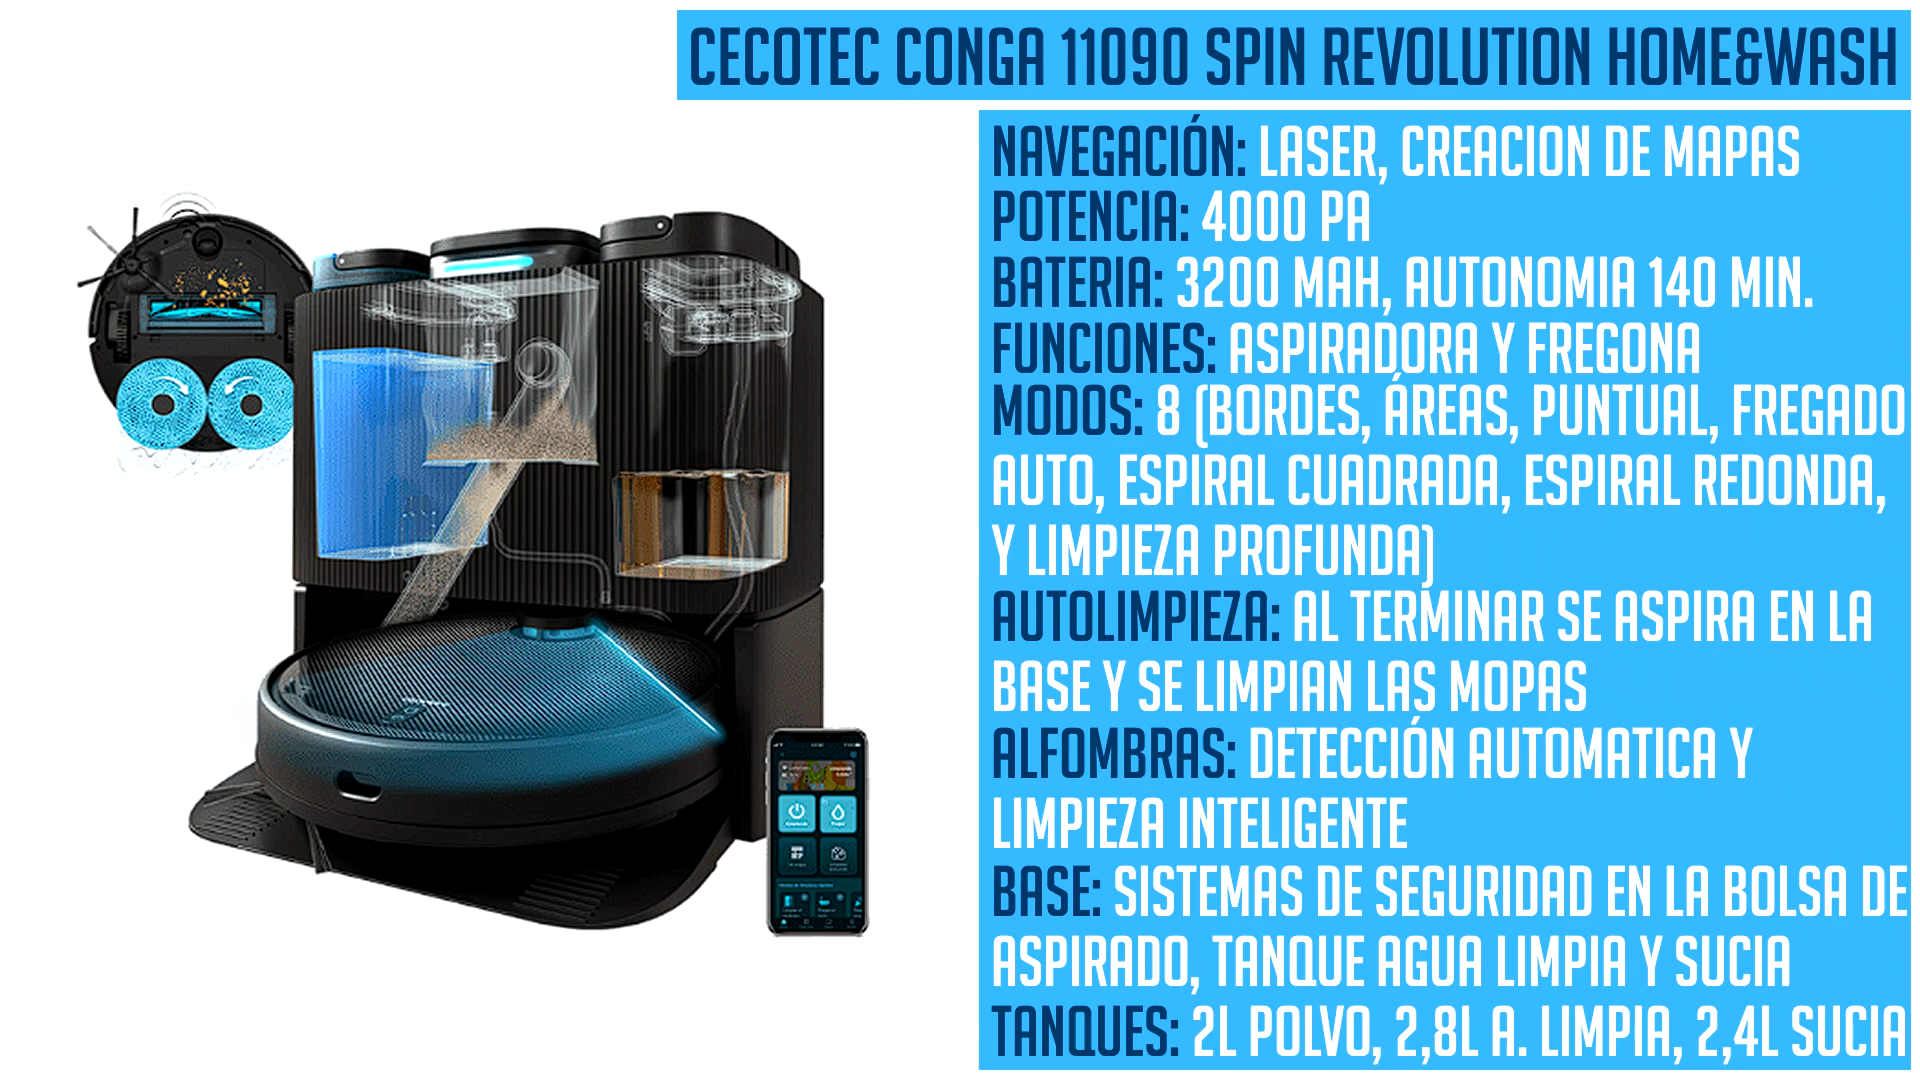 CECOTEC CONGA 11090 SPIN REVOLUTION HOME&WASH
NAVEGACIÓN: LASER, CREACION DE MAPAS
POTENCIA: 4000 PA
BATERIA: 3200 MAH, AUTONOMIA 140 MIN.
FUNCIONES: ASPIRADORA Y FREGONA
MODOS: 8 (BORDES, ÁREAS, PUNTUAL, FREGADO
AUTO, ESPIRAL CUADRADA, ESPIRAL REDONDA,
Y LIMPIEZA PROFUNDA)
AUTOLIMPIEZA: AL TERMINAR SE ASPIRA EN LA
BASE Y SE LIMPIAN LAS MOPAS
ALFOMBRAS: DETECCIÓN AUTOMATICA Y
LIMPIEZA INTELIGENTE
BASE: SISTEMAS DE SEGURIDAD EN LA BOLSA DE
ASPIRADO, TANQUE AGUA LIMPIA Y SUCIA
TANQUES: 2L POLVO, 2,8L A. LIMPIA, 2,4L SUCIA